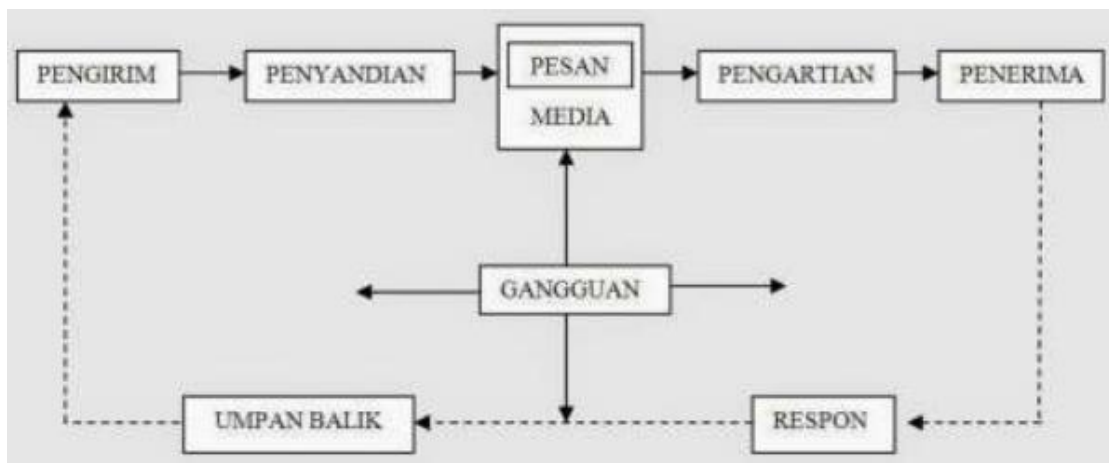 PENGIRIM
PENYANDIAN
PESAN
MEDIA
PENGARTIAN
PENERIMA
GANGGUAN
UMPAN BALIK
RESPON